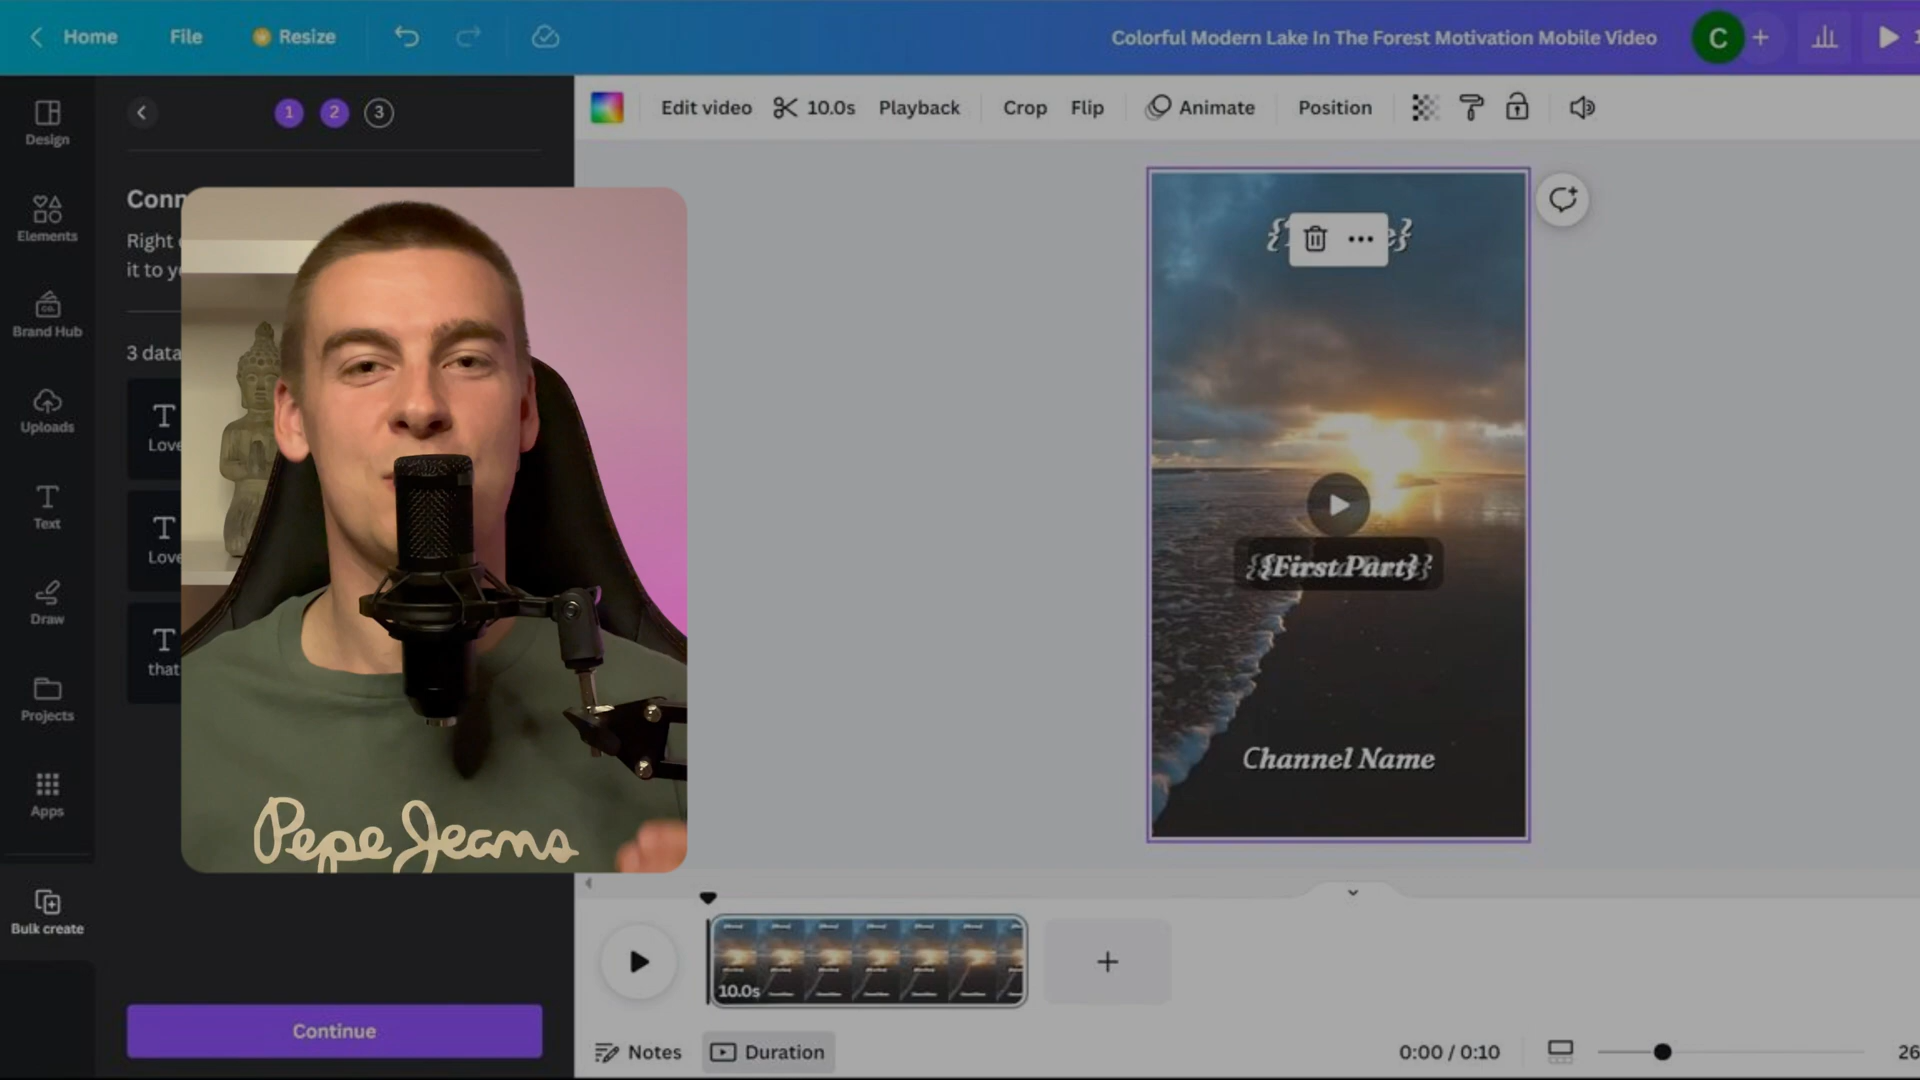 Home
File
Resize
Colorful Modern Lake In The Forest Motivation Mobile Video
C
Design
Elements
Brand Hub
Uploads
Text
Draw
Projects
Apps
Bulk create
1
2
3
Conn
Right
it to y
3 data
T
Love
T
Love
T
that
Pepe Jeans
Continue
Edit video
10.0s
Playback
Crop
Flip
Animate
Position
{First Part}
Channel Name
10.0s
Notes
Duration
0:00 / 0:10
26